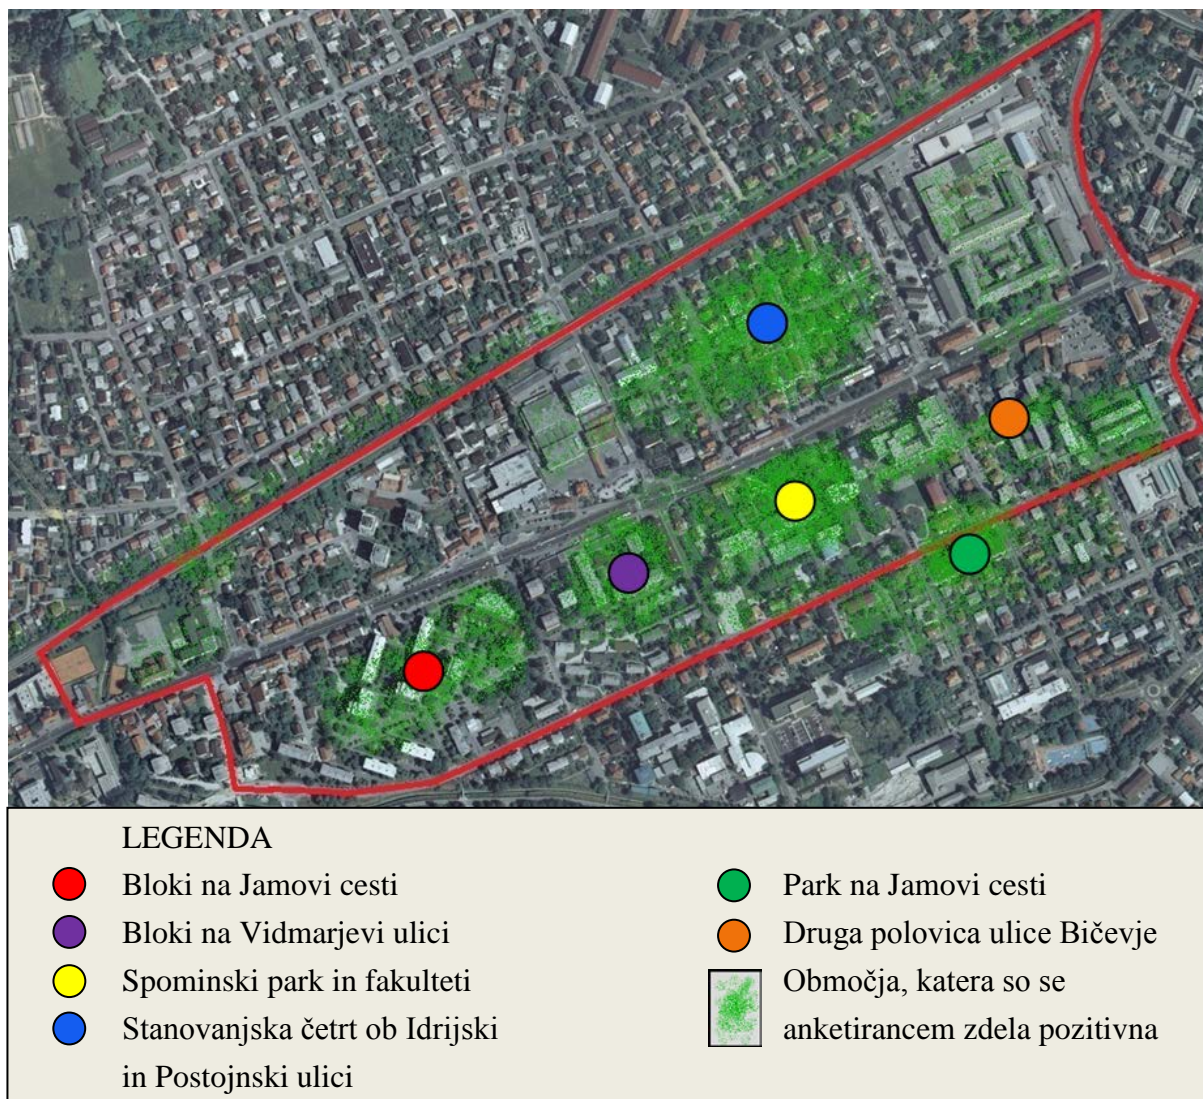 LEGENDA
Bloki na Jamovi cesti
Bloki na Vidmarjevi ulici
Spominski park in fakulteti
Stanovanjska četrt ob Idrijski
in Postojnski ulici
Park na Jamovi cesti
Druga polovica ulice Bičevje
Območja, katera so se
anketirancem zdela pozitivna